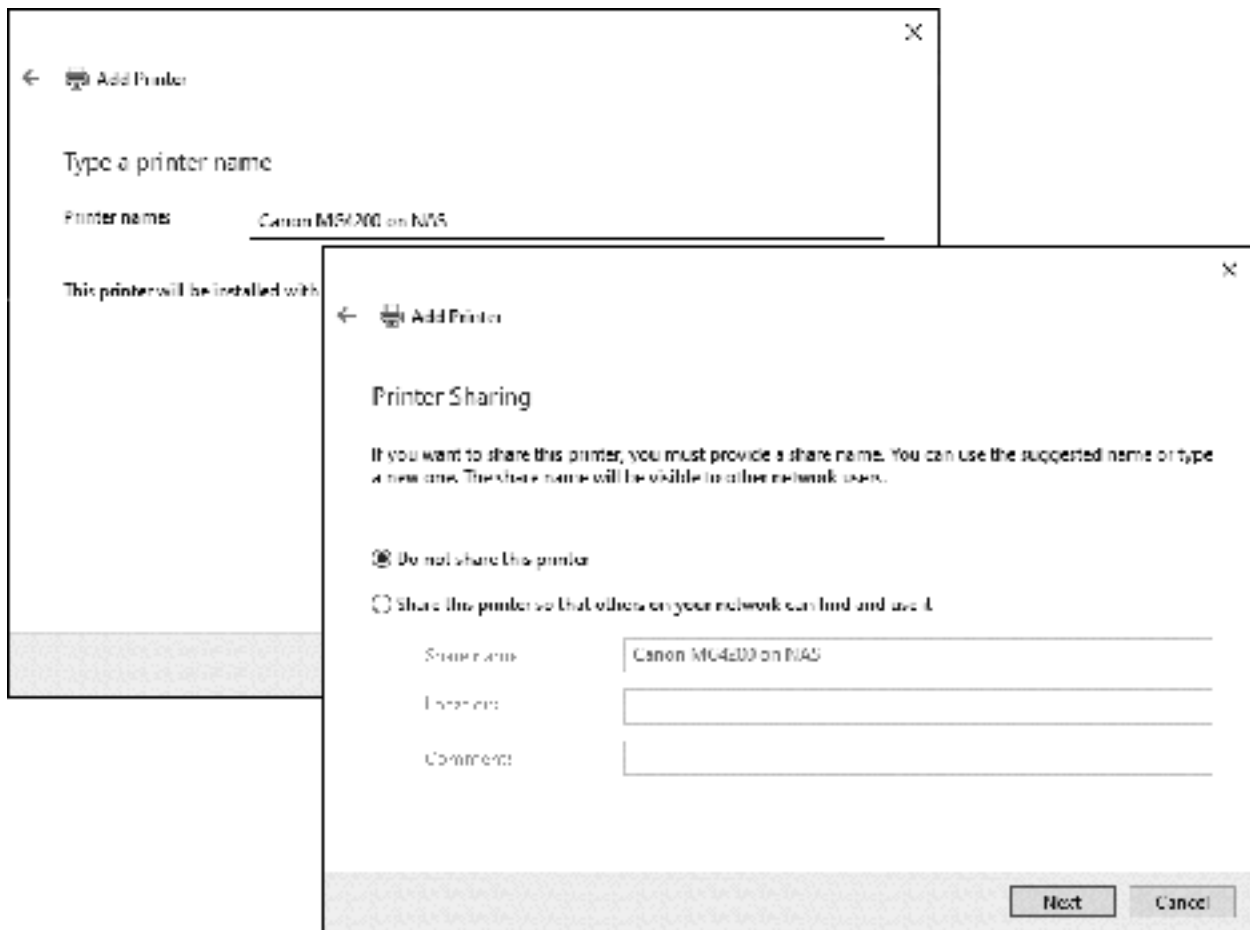 Add Printer
Type a printer name
Printer name:
Canon MG4200 on NAS
This printer will be installed with
Add Printer
Printer Sharing
If you want to share this printer, you must provide a share name. You can use the suggested name or type
a new one. The share name will be visible to other network users.
Do not share this printer
Share this printer so that others on your network can find and use it
Share name:
Canon MG4200 on NAS
Location:
Comment:
Next
Cancel